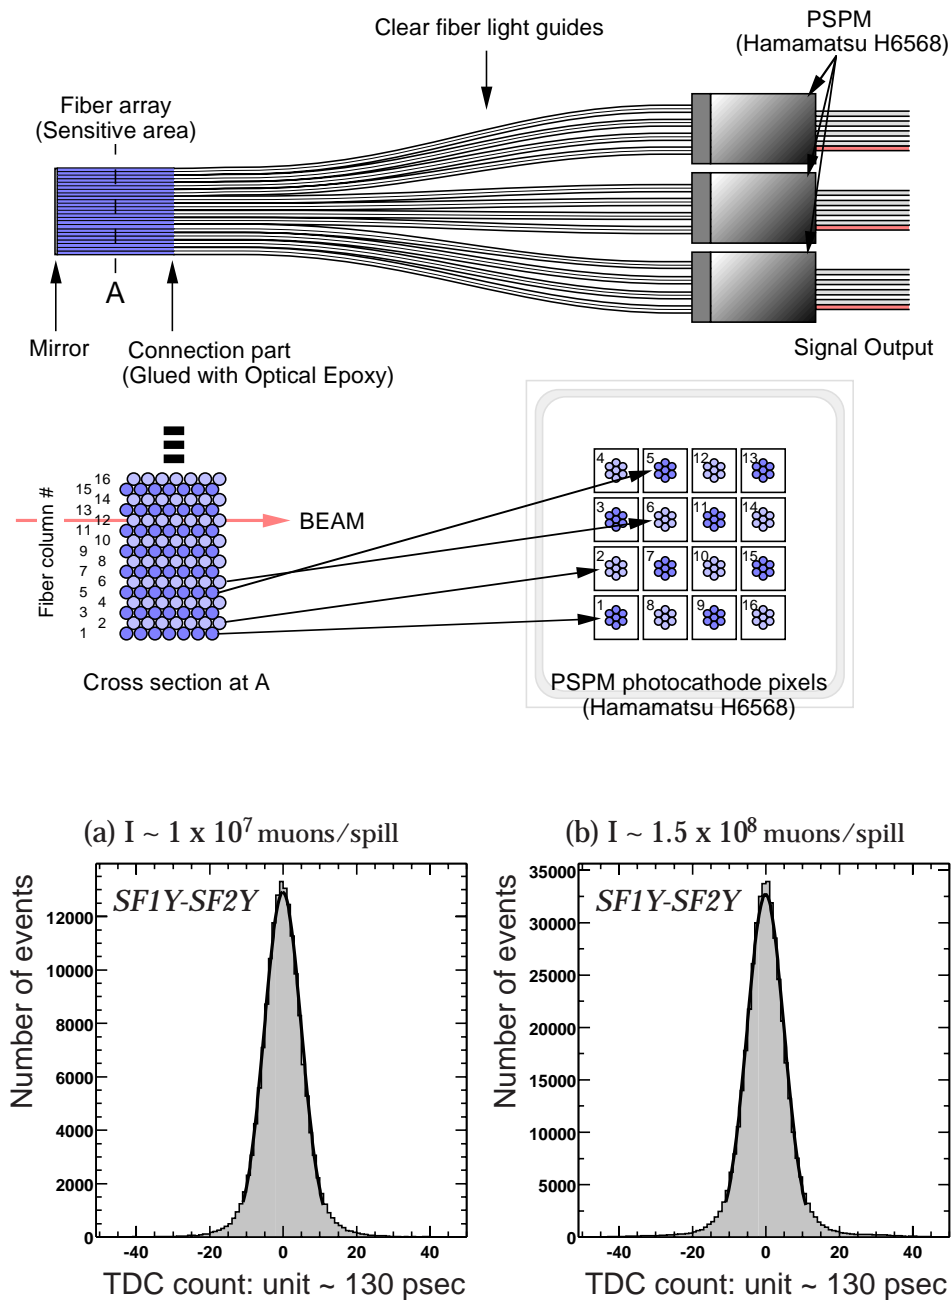 PSPM
(Hamamatsu H6568)
Clear fiber light guides
Fiber array
(Sensitive area)
A
Mirror
Connection part
(Glued with Optical Epoxy)
Signal Output
Fiber column #
16
15
14
13
12
11
10
9
8
7
6
5
4
3
2
1
BEAM
4 5 12 13
3 6 11 14
2 7 10 15
1 8 9 16
Cross section at A
PSPM photocathode pixels
(Hamamatsu H6568)
(a) I ~ 1 x 10⁷ muons/spill
SF1Y-SF2Y
Number of events
12000
10000
8000
6000
4000
2000
0
-40 -20 0 20 40
TDC count: unit ~ 130 psec
(b) I ~ 1.5 x 10⁸ muons/spill
SF1Y-SF2Y
Number of events
35000
30000
25000
20000
15000
10000
5000
0
-40 -20 0 20 40
TDC count: unit ~ 130 psec